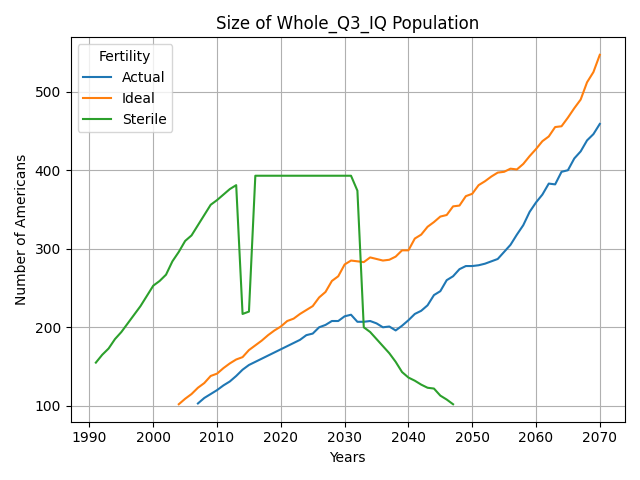 Size of Whole_Q3_IQ Population
Fertility
Actual
Ideal
Sterile
Number of Americans
500
400
300
200
100
1990 2000 2010 2020 2030 2040 2050 2060 2070
Years